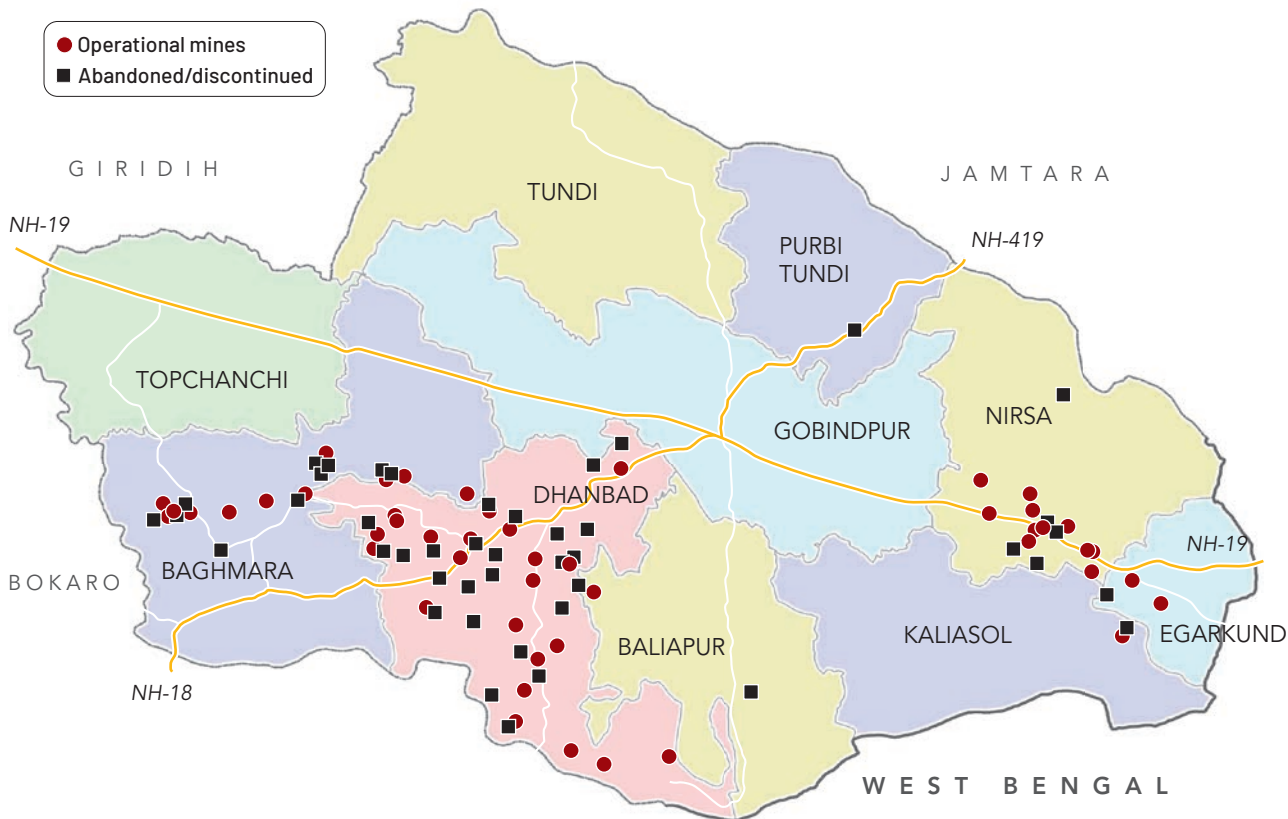 Operational mines
Abandoned/discontinued
GIRIDIH
JAMTARA
TUNDI
NH-19
PURBI
TUNDI
NH-419
TOPCHANCHI
GOBINDPUR
NIRSA
DHANBAD
NH-19
BOKARO
BAGHMARA
BALIAPUR
KALIASOL
EGARKUND
NH-18
WEST BENGAL